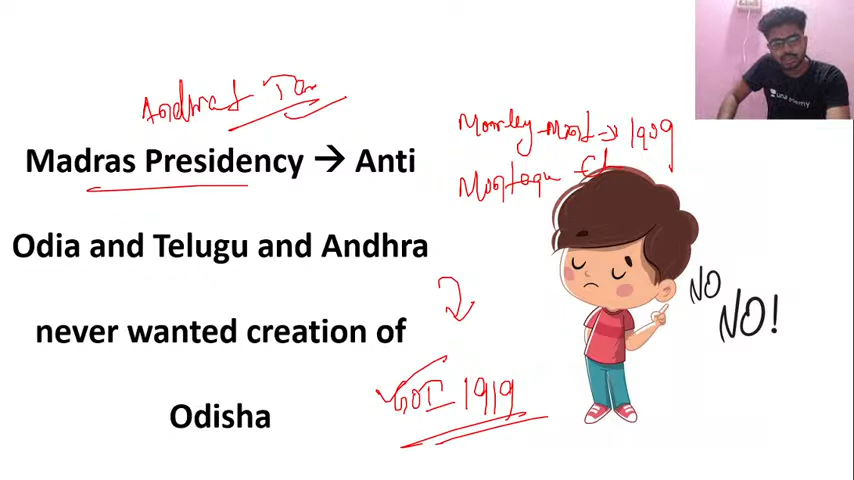 Madras Presidency → Anti
Odia and Telugu and Andhra
never wanted creation of
Odisha
Morley-Mint → 1909
GOI 1919
NO
NO!